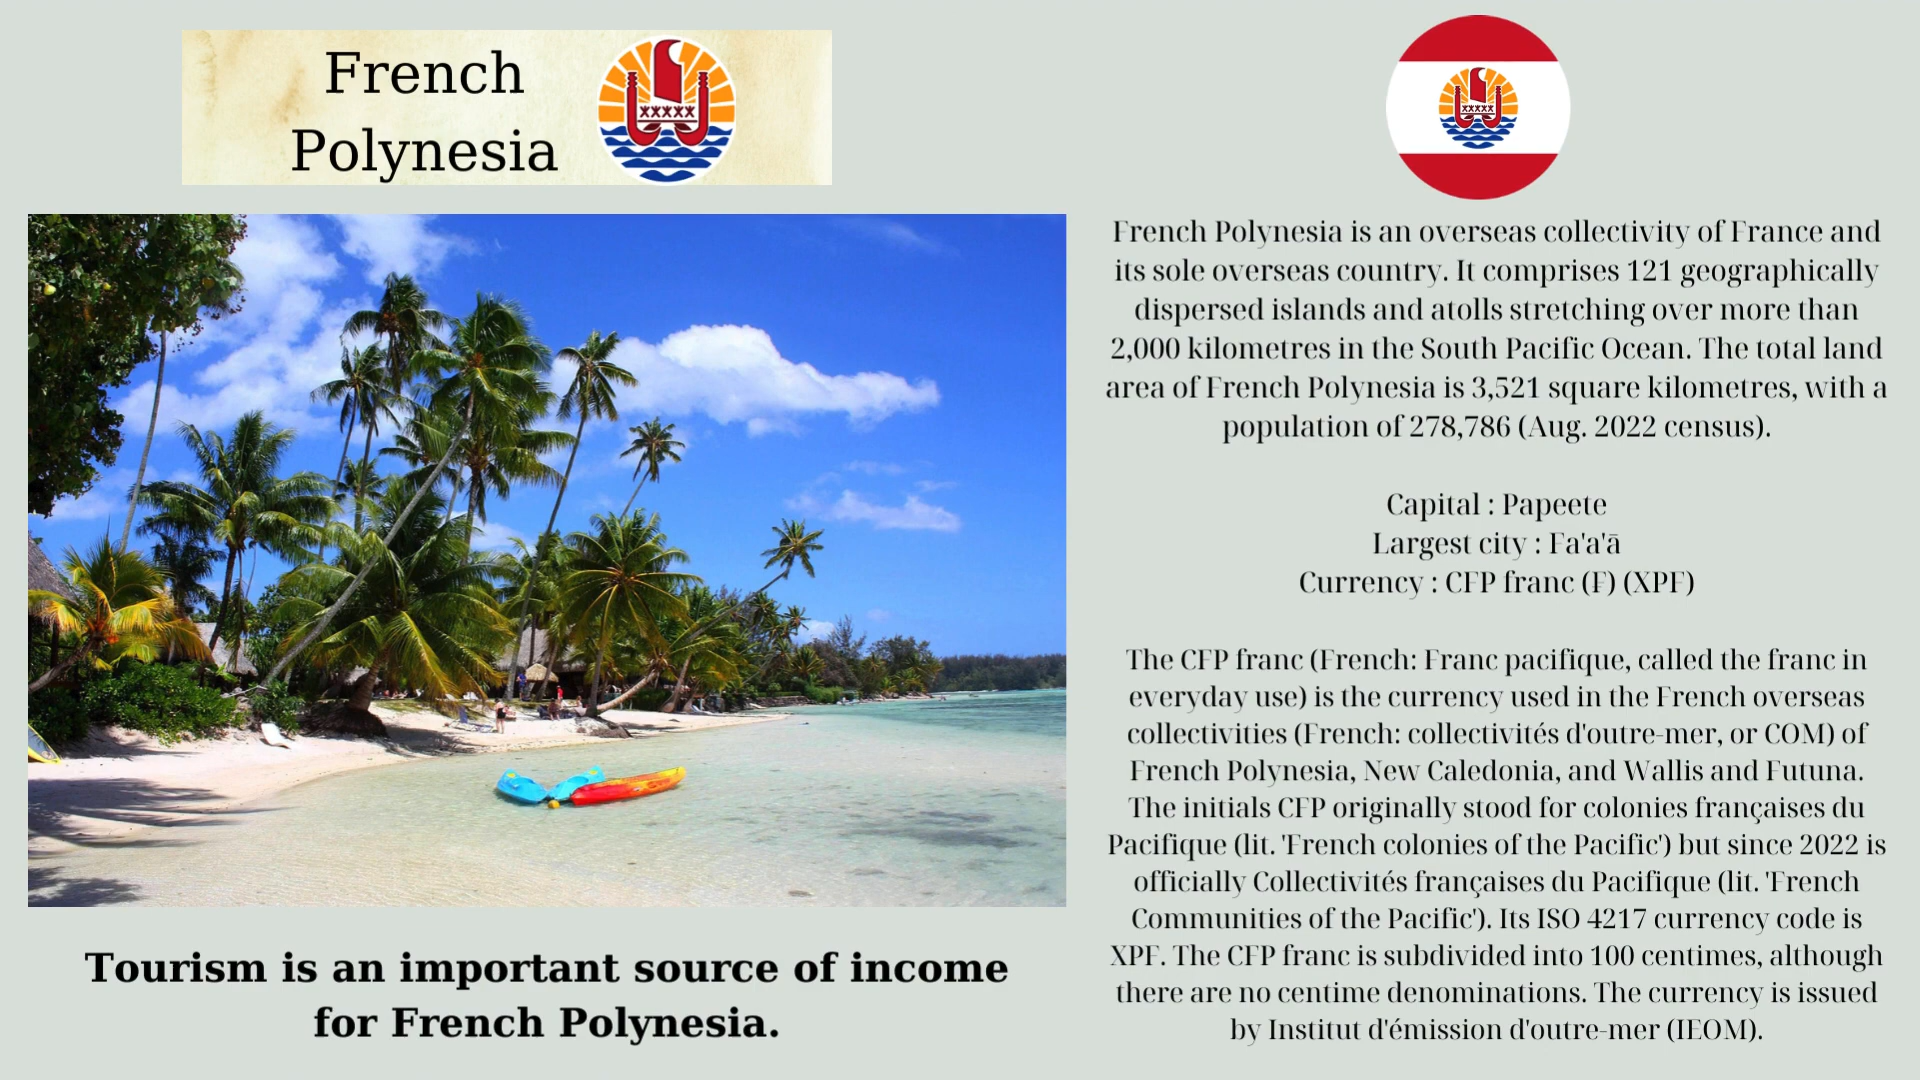 French
Polynesia
Tourism is an important source of income
for French Polynesia.
French Polynesia is an overseas collectivity of France and
its sole overseas country. It comprises 121 geographically
dispersed islands and atolls stretching over more than
2,000 kilometres in the South Pacific Ocean. The total land
area of French Polynesia is 3,521 square kilometres, with a
population of 278,786 (Aug. 2022 census).
Capital : Papeete
Largest city : Fa'a'ā
Currency : CFP franc (₣) (XPF)
The CFP franc (French: Franc pacifique, called the franc in
everyday use) is the currency used in the French overseas
collectivities (French: collectivités d'outre-mer, or COM) of
French Polynesia, New Caledonia, and Wallis and Futuna.
The initials CFP originally stood for colonies françaises du
Pacifique (lit. 'French colonies of the Pacific') but since 2022 is
officially Collectivités françaises du Pacifique (lit. 'French
Communities of the Pacific'). Its ISO 4217 currency code is
XPF. The CFP franc is subdivided into 100 centimes, although
there are no centime denominations. The currency is issued
by Institut d'émission d'outre-mer (IEOM).